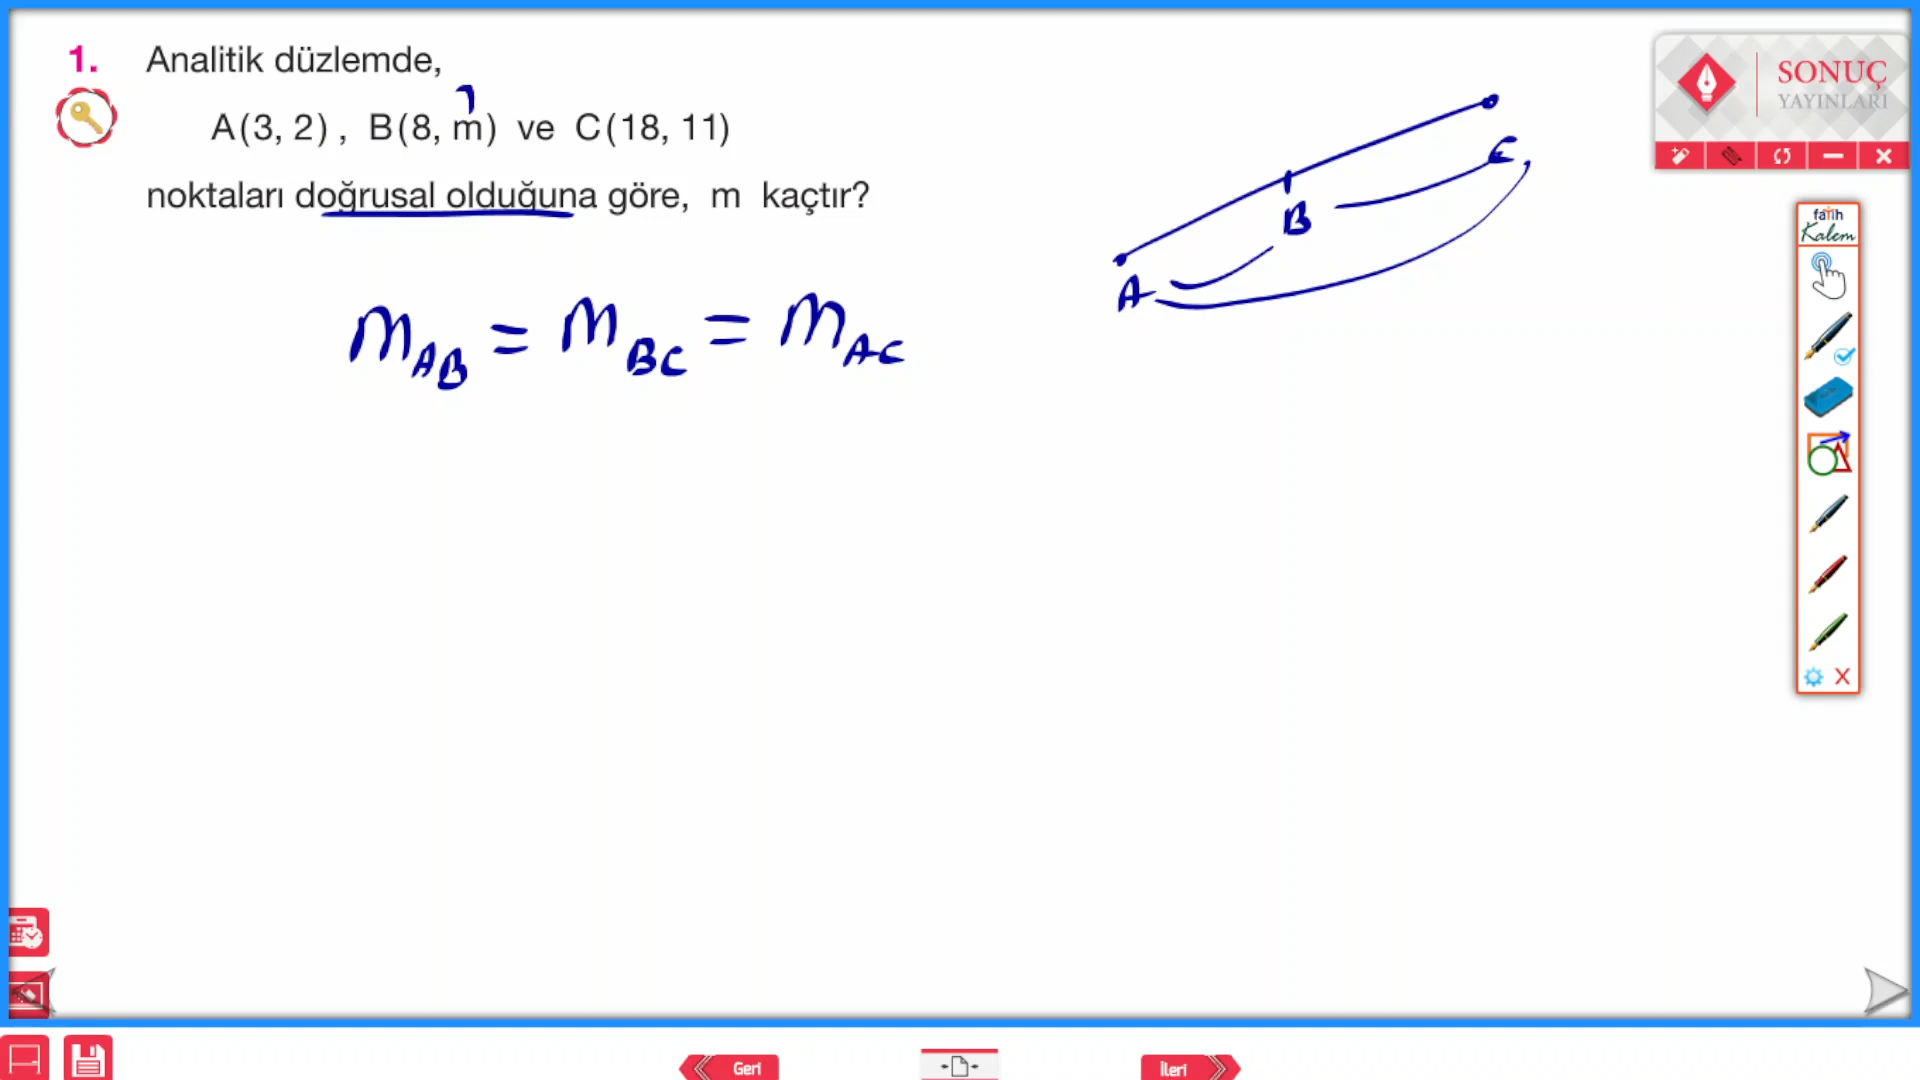 1. Analitik düzlemde,
A(3, 2) , B(8, m) ve C(18, 11)
noktaları doğrusal olduğuna göre, m kaçtır?
m_AB = m_BC = m_AC
A
B
C
SONUÇ
YAYINLARI
fatih
Kalem
Geri
İleri